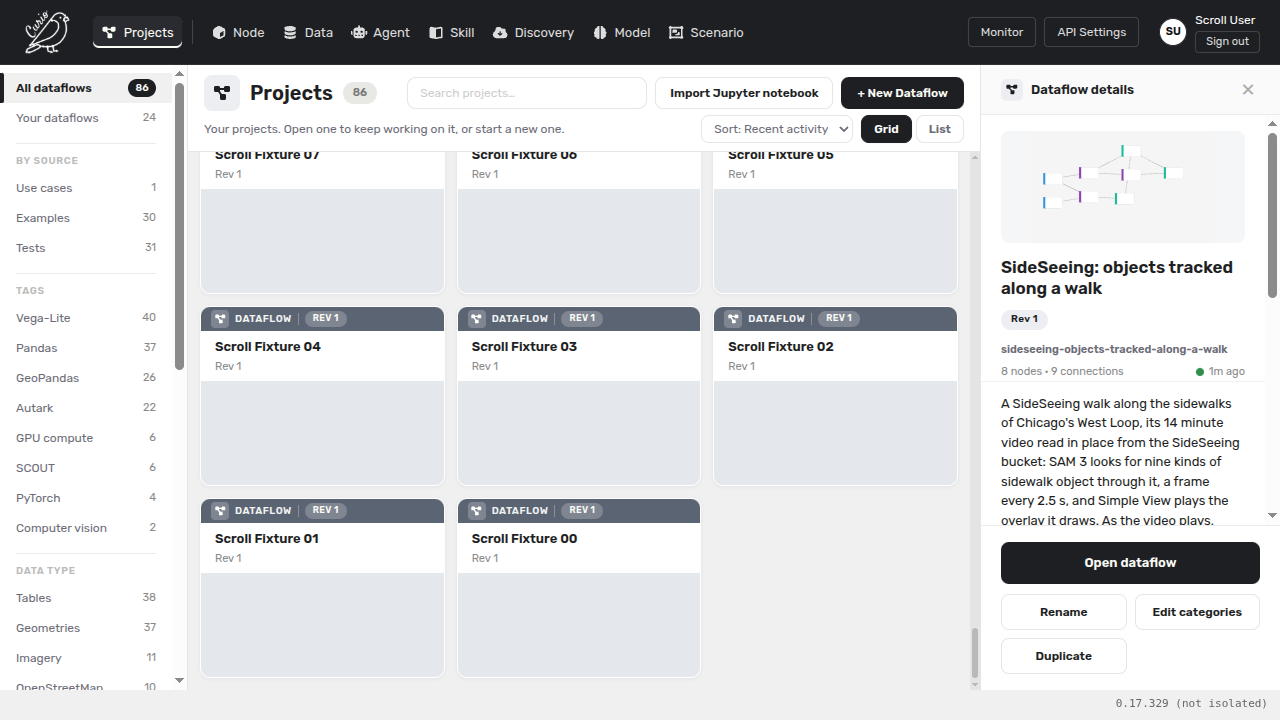 Curio
Projects
Node
Data
Agent
Skill
Discovery
Model
Scenario
Monitor
API Settings
SU
Scroll User
Sign out
All dataflows 86
Your dataflows 24
BY SOURCE
Use cases 1
Examples 30
Tests 31
TAGS
Vega-Lite 40
Pandas 37
GeoPandas 26
Autark 22
GPU compute 6
SCOUT 6
PyTorch 4
Computer vision 2
DATA TYPE
Tables 38
Geometries 37
Imagery 11
OpenStreetMap 10
Projects 86
Search projects...
Import Jupyter notebook
+ New Dataflow
Your projects. Open one to keep working on it, or start a new one.
Sort: Recent activity
Grid
List
Scroll Fixture 07
Rev 1
Scroll Fixture 06
Rev 1
Scroll Fixture 05
Rev 1
DATAFLOW REV 1
Scroll Fixture 04
Rev 1
DATAFLOW REV 1
Scroll Fixture 03
Rev 1
DATAFLOW REV 1
Scroll Fixture 02
Rev 1
DATAFLOW REV 1
Scroll Fixture 01
Rev 1
DATAFLOW REV 1
Scroll Fixture 00
Rev 1
Dataflow details
SideSeeing: objects tracked
along a walk
Rev 1
sideseeing-objects-tracked-along-a-walk
8 nodes • 9 connections
1m ago
A SideSeeing walk along the sidewalks
of Chicago's West Loop, its 14 minute
video read in place from the SideSeeing
bucket: SAM 3 looks for nine kinds of
sidewalk object through it, a frame
every 2.5 s, and Simple View plays the
overlay it draws. As the video plays,
Open dataflow
Rename
Edit categories
Duplicate
0.17.329 (not isolated)